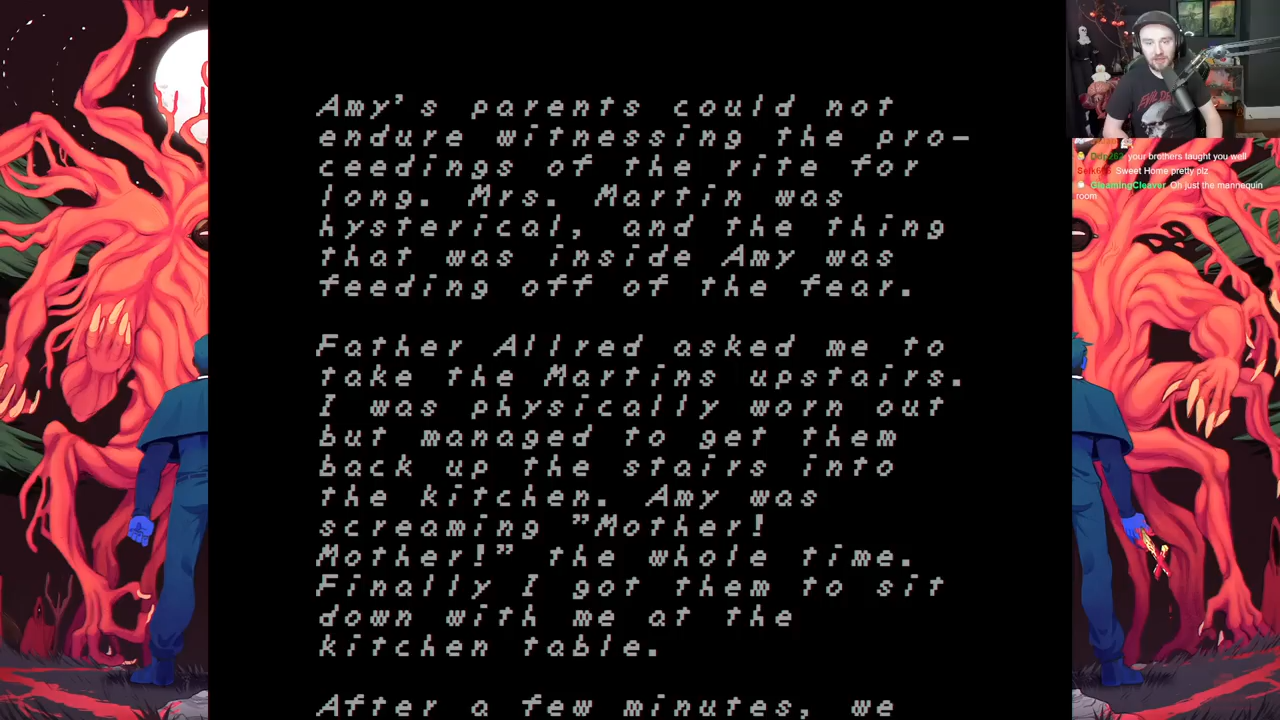 Amy's parents could not
endure witnessing the pro-
ceedings of the rite for
long. Mrs. Martin was
hysterical, and the thing
that was inside Amy was
feeding off of the fear.
Father Allred asked me to
take the Martins upstairs.
I was physically worn out
but managed to get them
back up the stairs into
the kitchen. Amy was
screaming "Mother!
Mother!" the whole time.
Finally I got them to sit
down with me at the
kitchen table.
After a few minutes, we
your brothers taught you well
Sweet Home pretty plz
GleamingCleaver Oh just the mannequin
room